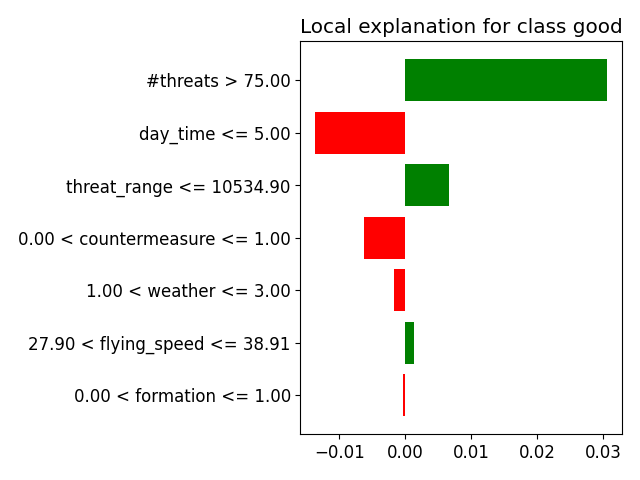 Local explanation for class good
#threats > 75.00
day_time <= 5.00
threat_range <= 10534.90
0.00 < countermeasure <= 1.00
1.00 < weather <= 3.00
27.90 < flying_speed <= 38.91
0.00 < formation <= 1.00
−0.01 0.00 0.01 0.02 0.03